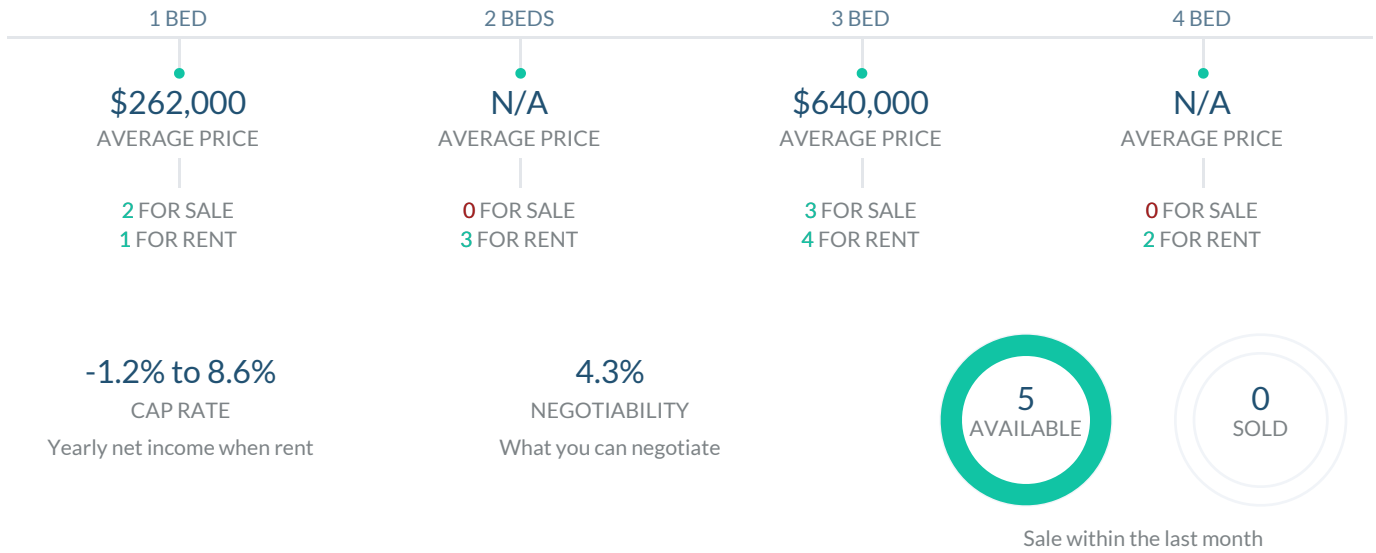 1 BED
2 BEDS
3 BED
4 BED
$262,000
N/A
$640,000
N/A
AVERAGE PRICE
AVERAGE PRICE
AVERAGE PRICE
AVERAGE PRICE
2 FOR SALE
0 FOR SALE
3 FOR SALE
0 FOR SALE
1 FOR RENT
3 FOR RENT
4 FOR RENT
2 FOR RENT
-1.2% to 8.6%
CAP RATE
Yearly net income when rent
4.3%
NEGOTIABILITY
What you can negotiate
5
AVAILABLE
0
SOLD
Sale within the last month